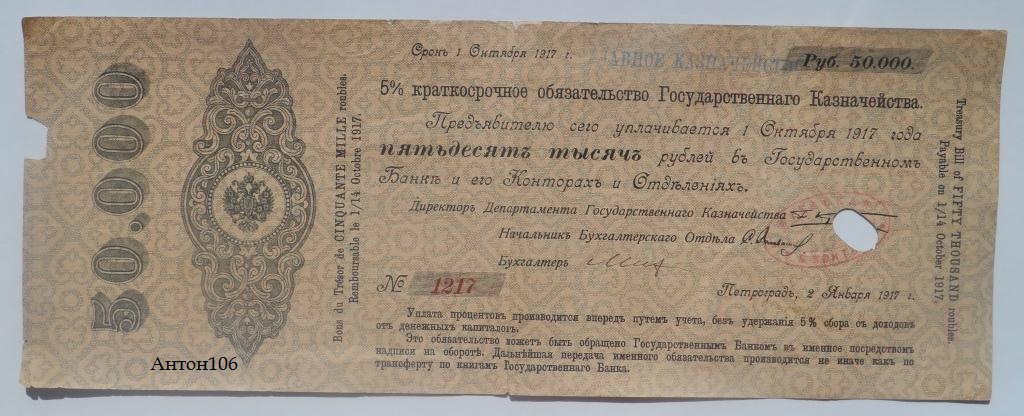 50.000
Bons du Trésor de CINQUANTE MILLE roubles.
Remboursable le 1/14 Octobre 1917.
Срокъ 1 Октября 1917 г.
ГЛАВНОЕ КАЗНАЧЕЙСТВО
Руб. 50.000.
5% краткосрочное обязательство Государственнаго Казначейства.
Предъявителю сего уплачивается 1 Октября 1917 года
пятьдесятъ тысячъ рублей въ Государственномъ
Банкѣ и его Конторахъ и Отдѣленіяхъ.
Директоръ Департамента Государственнаго Казначейства
Начальникъ Бухгалтерскаго Отдѣла
Бухгалтеръ
№ 1217
Петроградъ, 2 Января 1917 г.
Уплата процентовъ производится впередъ путемъ учета, безъ удержанія 5% сбора съ доходовъ
отъ денежныхъ капиталовъ.
Это обязательство можетъ быть обращено Государственнымъ Банкомъ въ именное посредствомъ
надписи на оборотѣ. Дальнѣйшая передача именного обязательства производится не иначе какъ по
трансферту по книгамъ Государственнаго Банка.
Treasury Bill of FIFTY THOUSAND roubles.
Payable on 1/14 October 1917.
Антон106